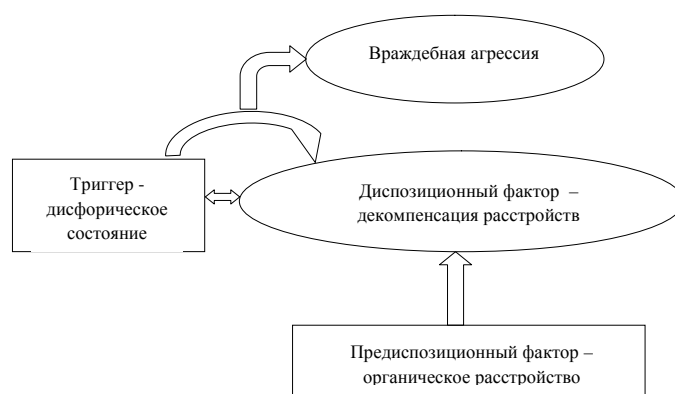 Враждебная агрессия
Триггер -
дисфорическое
состояние
Диспозиционный фактор –
декомпенсация расстройств
Предиспозиционный фактор –
органическое расстройство